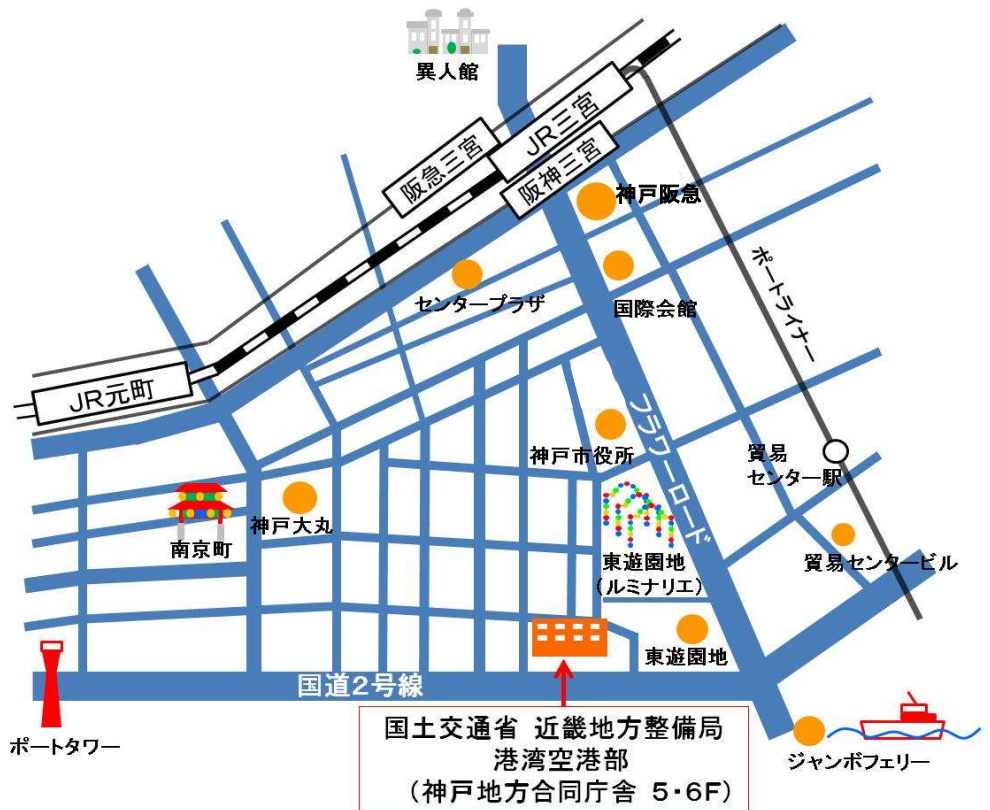 異人館
JR三宮
阪急三宮
阪神三宮
神戸阪急
センタープラザ
国際会館
ポートライナー
JR元町
フラワーロード
神戸市役所
貿易
センター駅
神戸大丸
南京町
東遊園地
(ルミナリエ)
貿易センタービル
東遊園地
国道2号線
ポートタワー
国土交通省 近畿地方整備局
港湾空港部
(神戸地方合同庁舎 5・6F)
ジャンボフェリー